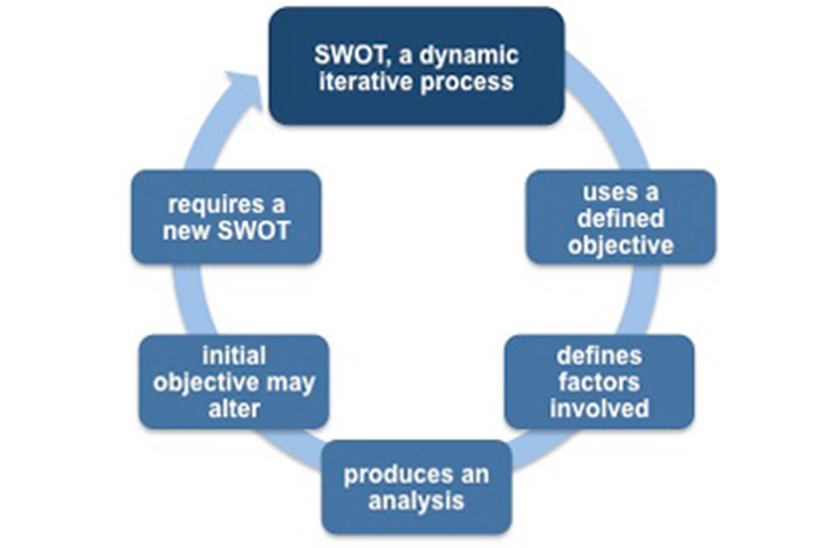 SWOT, a dynamic
iterative process
uses a
defined
objective
defines
factors
involved
produces an
analysis
initial
objective may
alter
requires a
new SWOT